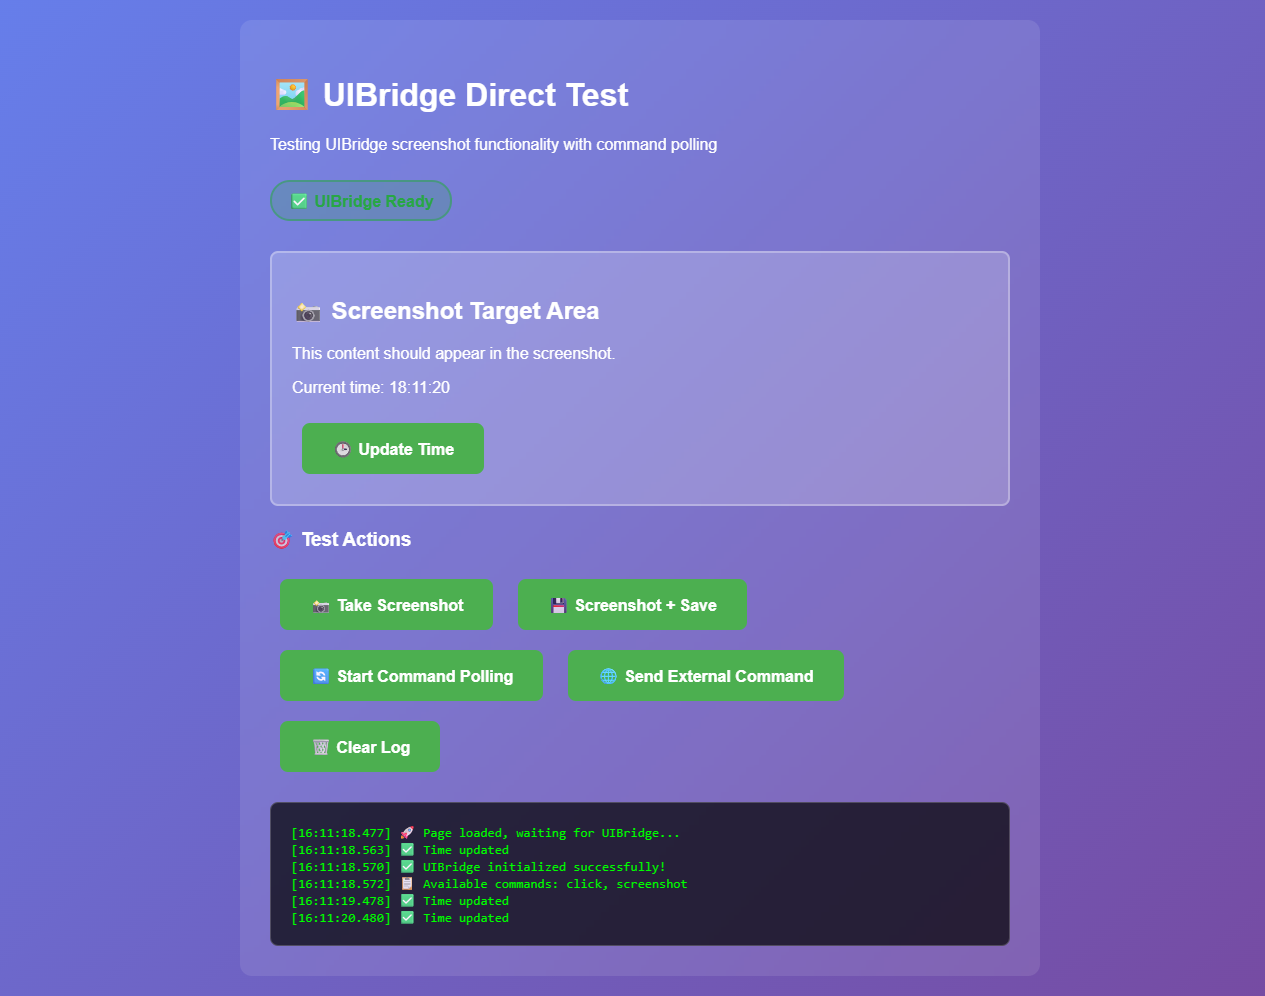 🖼️ UIBridge Direct Test
Testing UIBridge screenshot functionality with command polling
✅ UIBridge Ready
📸 Screenshot Target Area
This content should appear in the screenshot.
Current time: 18:11:20
🕒 Update Time
🎯 Test Actions
📸 Take Screenshot
💾 Screenshot + Save
🔄 Start Command Polling
🌐 Send External Command
🗑️ Clear Log
[16:11:18.477] 🚀 Page loaded, waiting for UIBridge...
[16:11:18.563] ✅ Time updated
[16:11:18.570] ✅ UIBridge initialized successfully!
[16:11:18.572] 📋 Available commands: click, screenshot
[16:11:19.478] ✅ Time updated
[16:11:20.480] ✅ Time updated